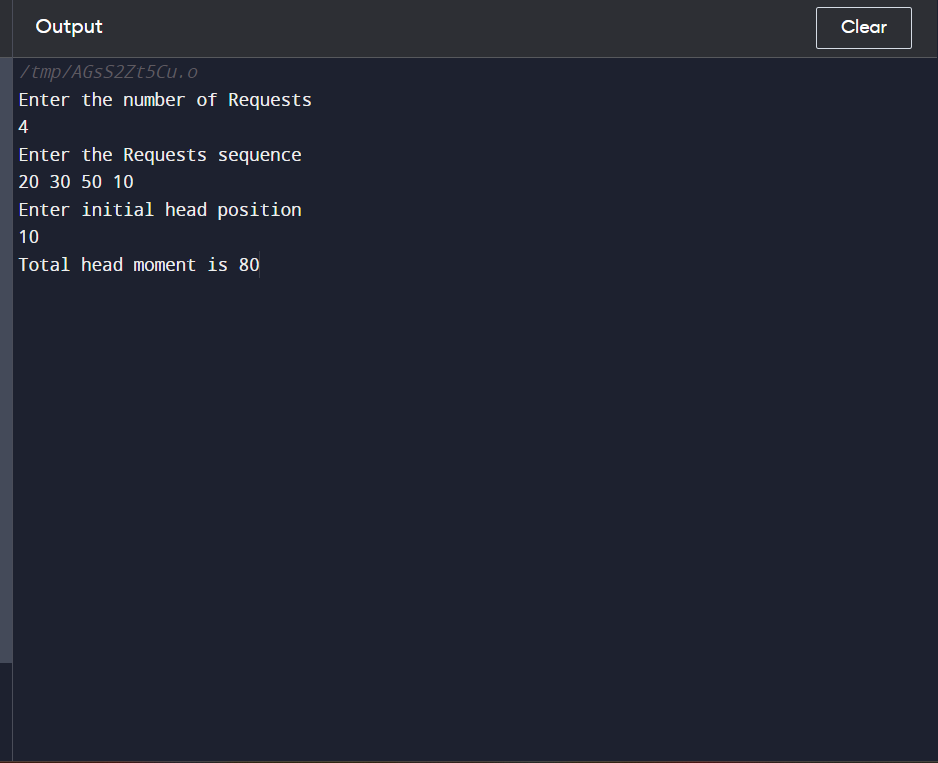 Output
Clear
/tmp/AGsS2Zt5Cu.o
Enter the number of Requests
4
Enter the Requests sequence
20 30 50 10
Enter initial head position
10
Total head moment is 80